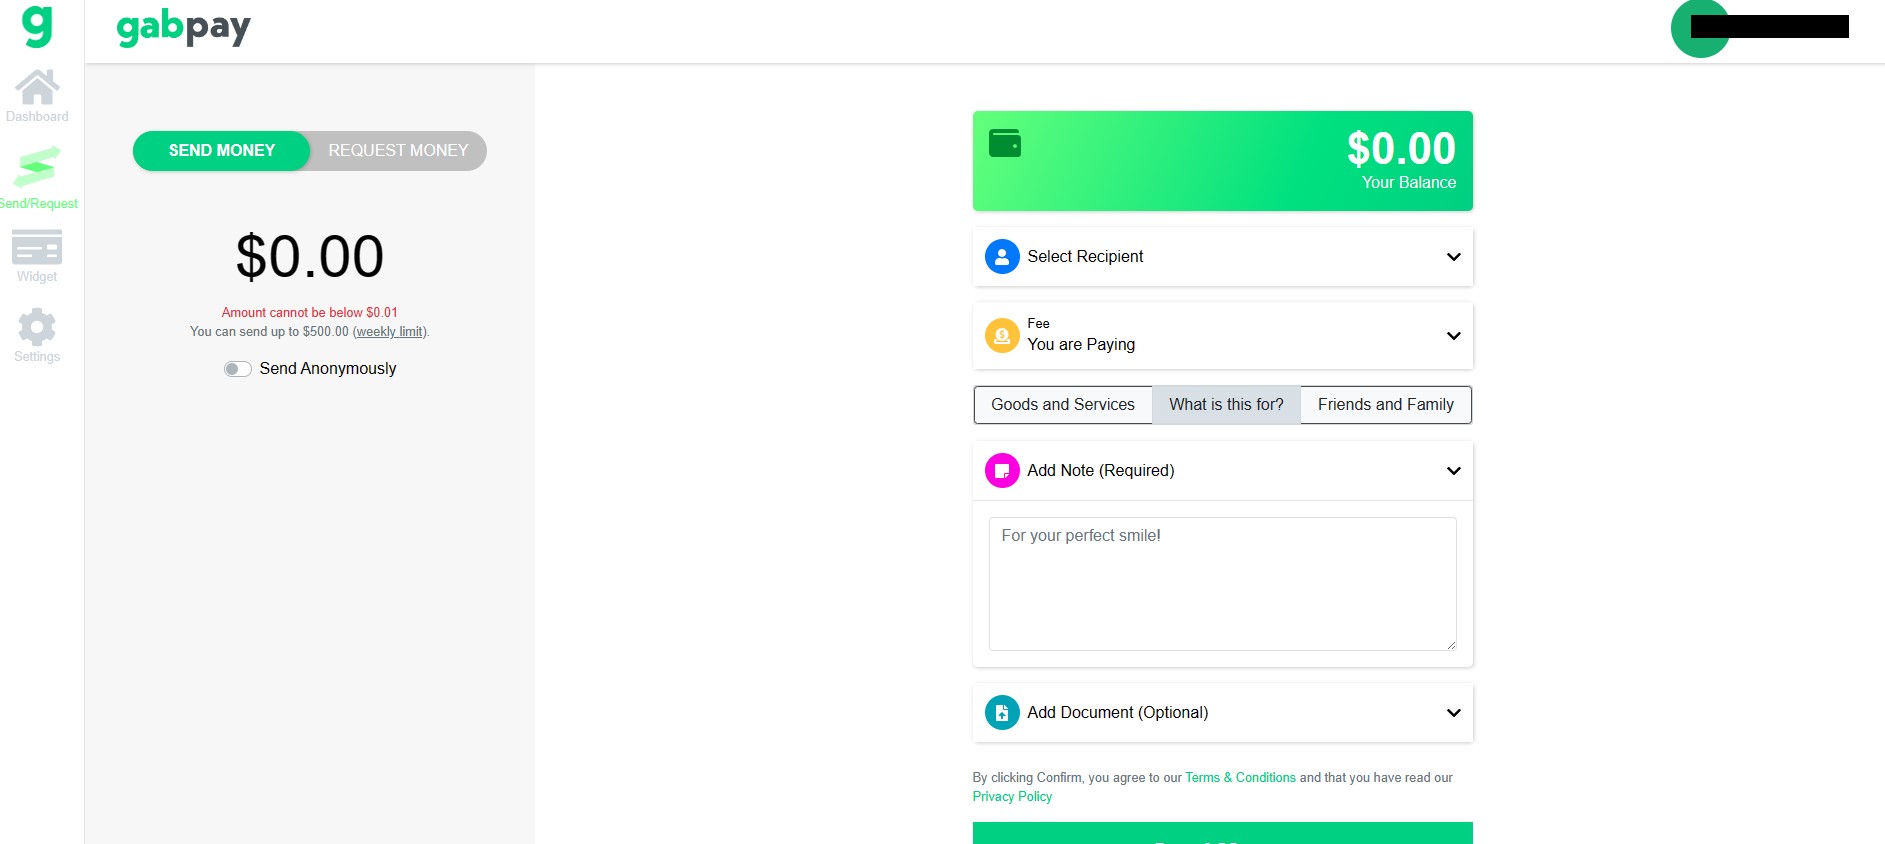 g
gabpay
Dashboard
Send/Request
Widget
Settings
SEND MONEY
REQUEST MONEY
$0.00
Amount cannot be below $0.01
You can send up to $500.00 (weekly limit).
Send Anonymously
$0.00
Your Balance
Select Recipient
Fee
You are Paying
Goods and Services
What is this for?
Friends and Family
Add Note (Required)
For your perfect smile!
Add Document (Optional)
By clicking Confirm, you agree to our Terms & Conditions and that you have read our
Privacy Policy